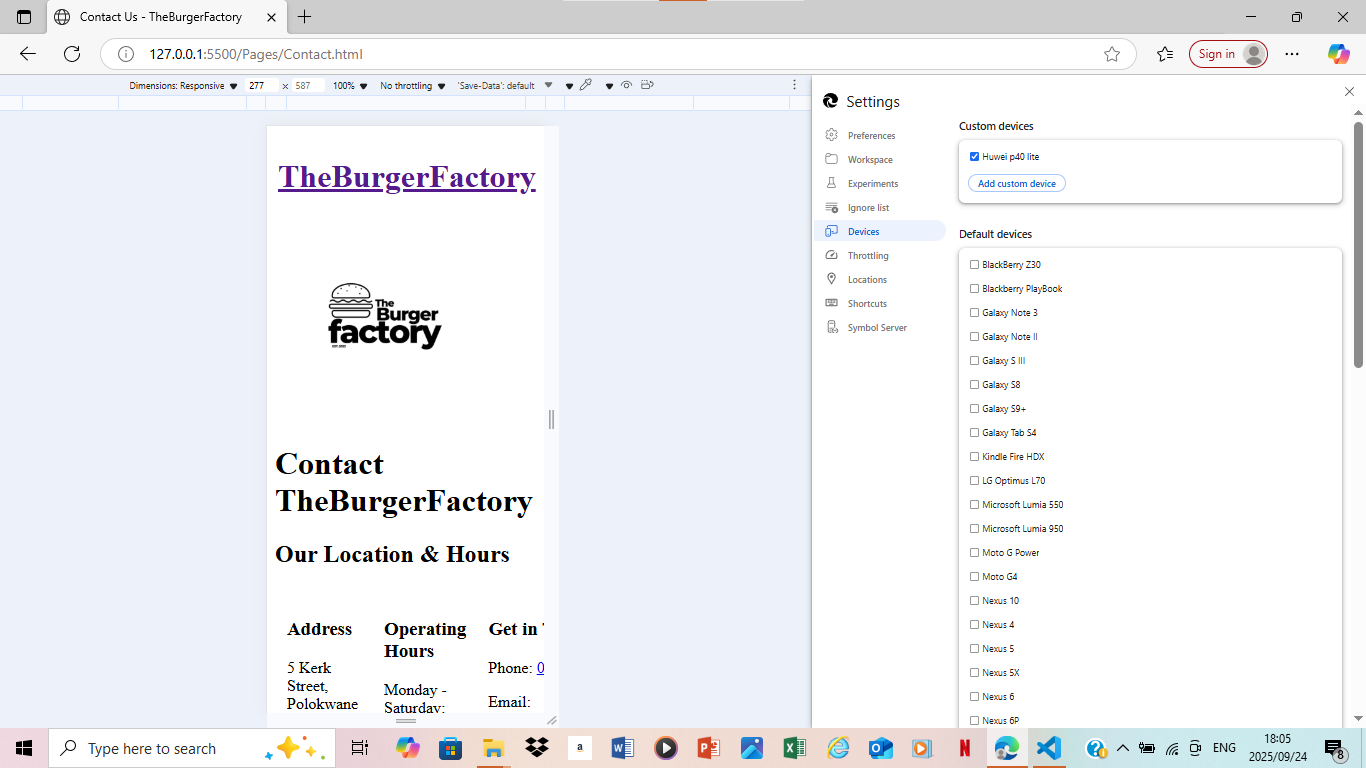 Contact Us - TheBurgerFactory
127.0.0.1:5500/Pages/Contact.html
Sign in
Dimensions: Responsive 277 x 587 100% No throttling 'Save-Data': default
TheBurgerFactory
The
Burger
factory
Contact
TheBurgerFactory
Our Location & Hours
Address
5 Kerk
Street,
Polokwane
Operating
Hours
Monday -
Saturday:
Get in
Phone: 0
Email:
Settings
Preferences
Workspace
Experiments
Ignore list
Devices
Throttling
Locations
Shortcuts
Symbol Server
Custom devices
Huwei p40 lite
Add custom device
Default devices
BlackBerry Z30
Blackberry PlayBook
Galaxy Note 3
Galaxy Note II
Galaxy S III
Galaxy S8
Galaxy S9+
Galaxy Tab S4
Kindle Fire HDX
LG Optimus L70
Microsoft Lumia 550
Microsoft Lumia 950
Moto G Power
Moto G4
Nexus 10
Nexus 4
Nexus 5
Nexus 5X
Nexus 6
Nexus 6P
Type here to search
a
N
ENG
18:05
2025/09/24
8